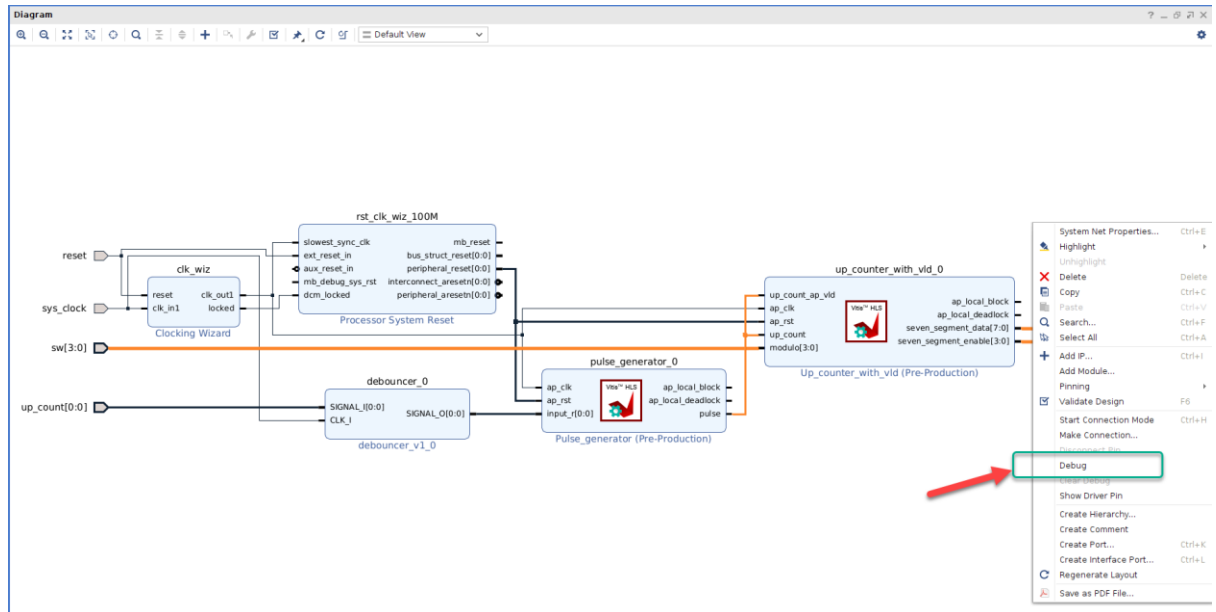 Diagram
Default View
rst_clk_wiz_100M
slowest_sync_clk
mb_reset
ext_reset_in
bus_struct_reset[0:0]
aux_reset_in
peripheral_reset[0:0]
mb_debug_sys_rst
interconnect_aresetn[0:0]
dcm_locked
peripheral_aresetn[0:0]
Processor System Reset
reset
sys_clock
sw[3:0]
up_count[0:0]
clk_wiz
reset
clk_out1
clk_in1
locked
Clocking Wizard
debouncer_0
SIGNAL_I[0:0]
SIGNAL_O[0:0]
CLK_I
debouncer_v1_0
pulse_generator_0
ap_clk
Vitis™ HLS
ap_local_block
ap_rst
ap_local_deadlock
input_r[0:0]
pulse
Pulse_generator (Pre-Production)
up_counter_with_vld_0
up_count_ap_vld
ap_clk
Vitis™ HLS
ap_local_block
ap_rst
ap_local_deadlock
up_count
seven_segment_data[7:0]
modulo[3:0]
seven_segment_enable[3:0]
Up_counter_with_vld (Pre-Production)
System Net Properties... Ctrl+E
Highlight
Unhighlight
Delete Delete
Copy Ctrl+C
Paste Ctrl+V
Search... Ctrl+F
Select All Ctrl+A
Add IP... Ctrl+I
Add Module...
Pinning
Validate Design F6
Start Connection Mode Ctrl+H
Make Connection...
Disconnect Pin
Debug
Clear Debug
Show Driver Pin
Create Hierarchy...
Create Comment
Create Port... Ctrl+K
Create Interface Port... Ctrl+L
Regenerate Layout
Save as PDF File...